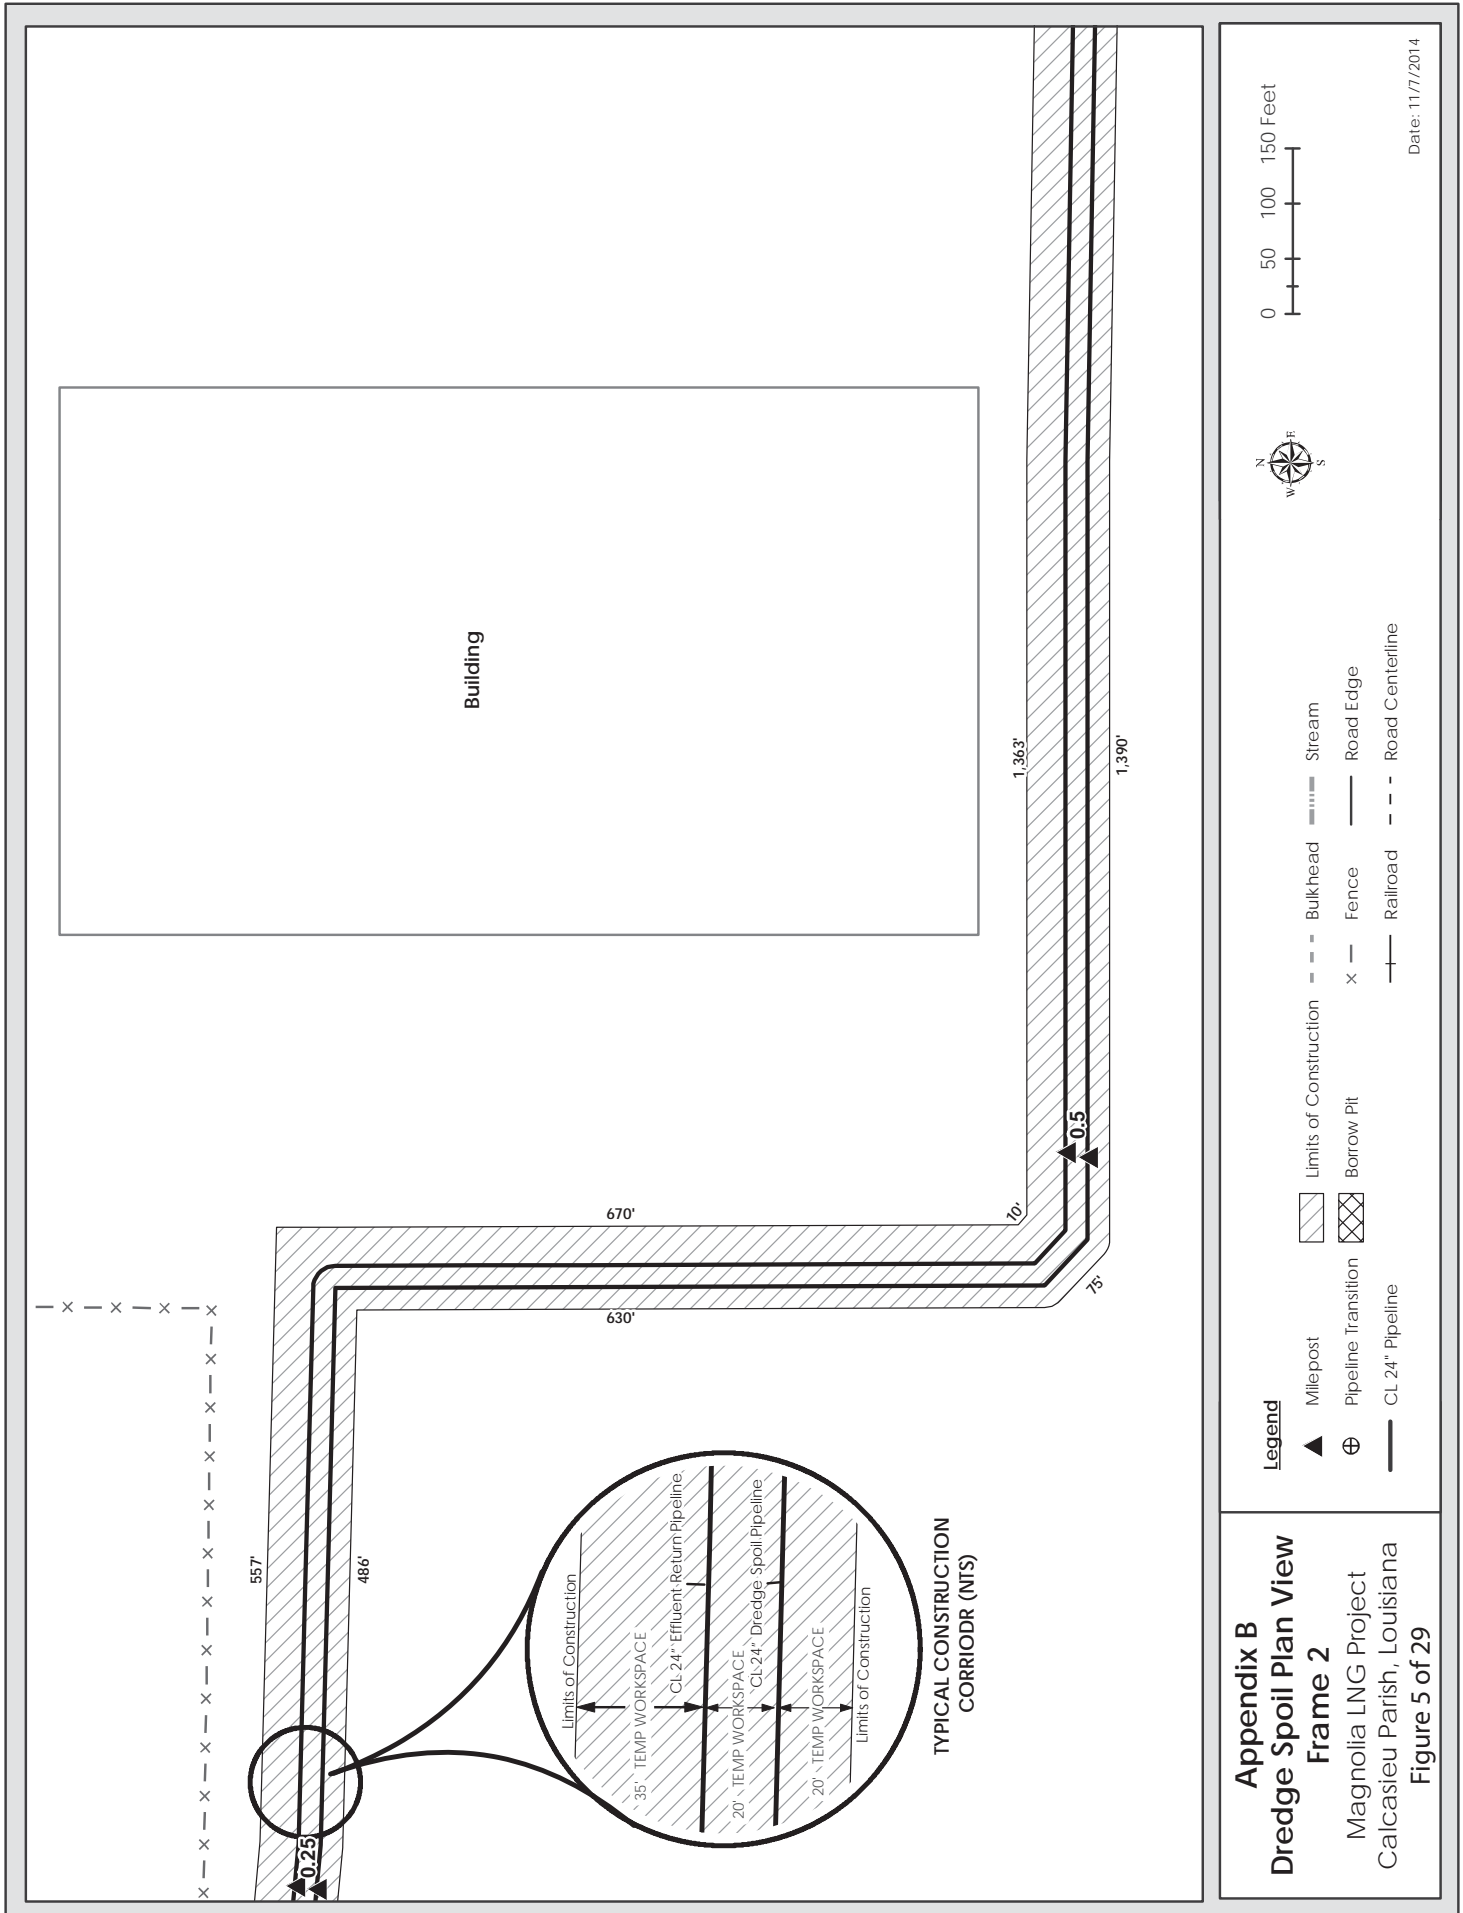 Building
557'
486'
670'
630'
10'
75'
1,363'
1,390'
0.25
0.5
Limits of Construction
35' TEMP WORKSPACE
CL 24" Effluent Return Pipeline
20' TEMP WORKSPACE
CL 24" Dredge Spoil Pipeline
20' TEMP WORKSPACE
Limits of Construction
TYPICAL CONSTRUCTION
CORRIODR (NTS)
Appendix B
Dredge Spoil Plan View
Frame 2
Magnolia LNG Project
Calcasieu Parish, Louisiana
Figure 5 of 29
Legend
Milepost
Pipeline Transition
CL 24" Pipeline
Limits of Construction
Borrow Pit
Bulkhead
Fence
Railroad
Stream
Road Edge
Road Centerline
N
W
E
S
0 50 100 150 Feet
Date: 11/7/2014